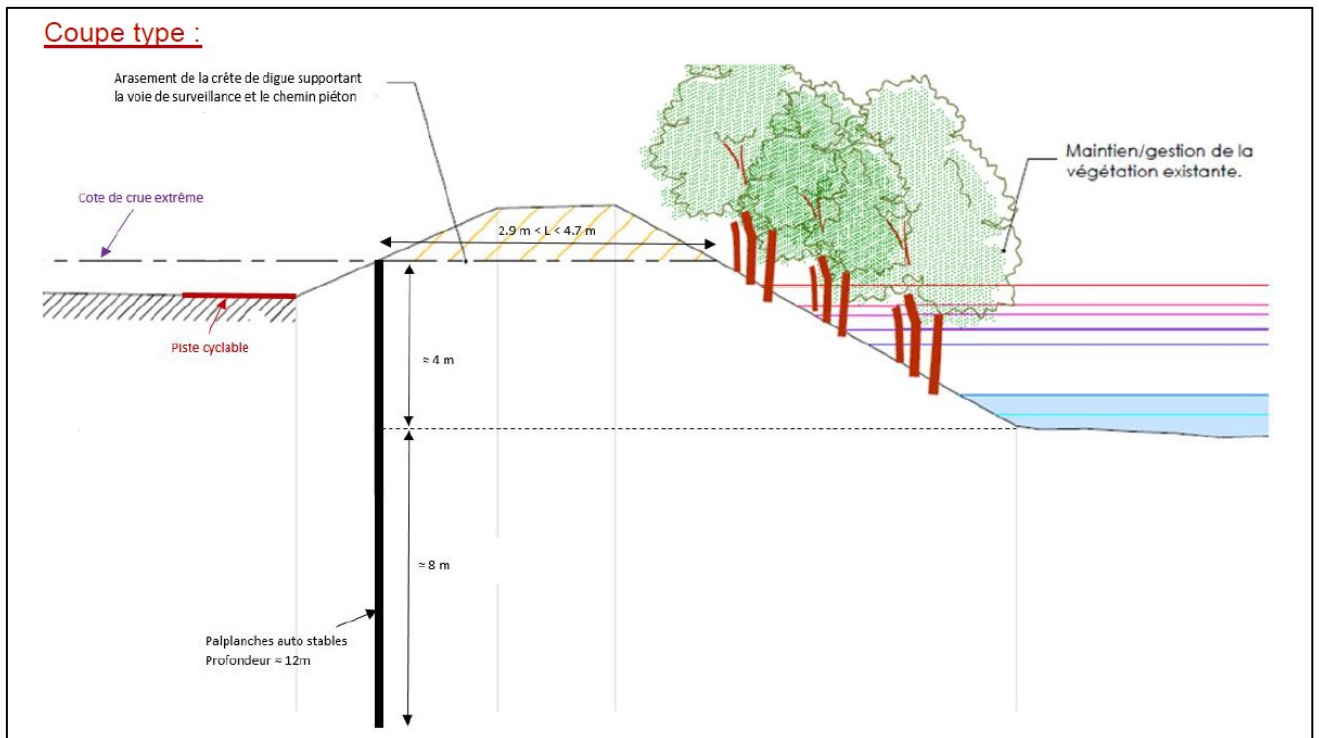 Coupe type :
Arasement de la crête de digue supportant
la voie de surveillance et le chemin piéton
Maintien/gestion de la
végétation existante.
Cote de crue extrême
2.9 m < L < 4.7 m
Piste cyclable
≈ 4 m
≈ 8 m
Palplanches auto stables
Profondeur ≈ 12m